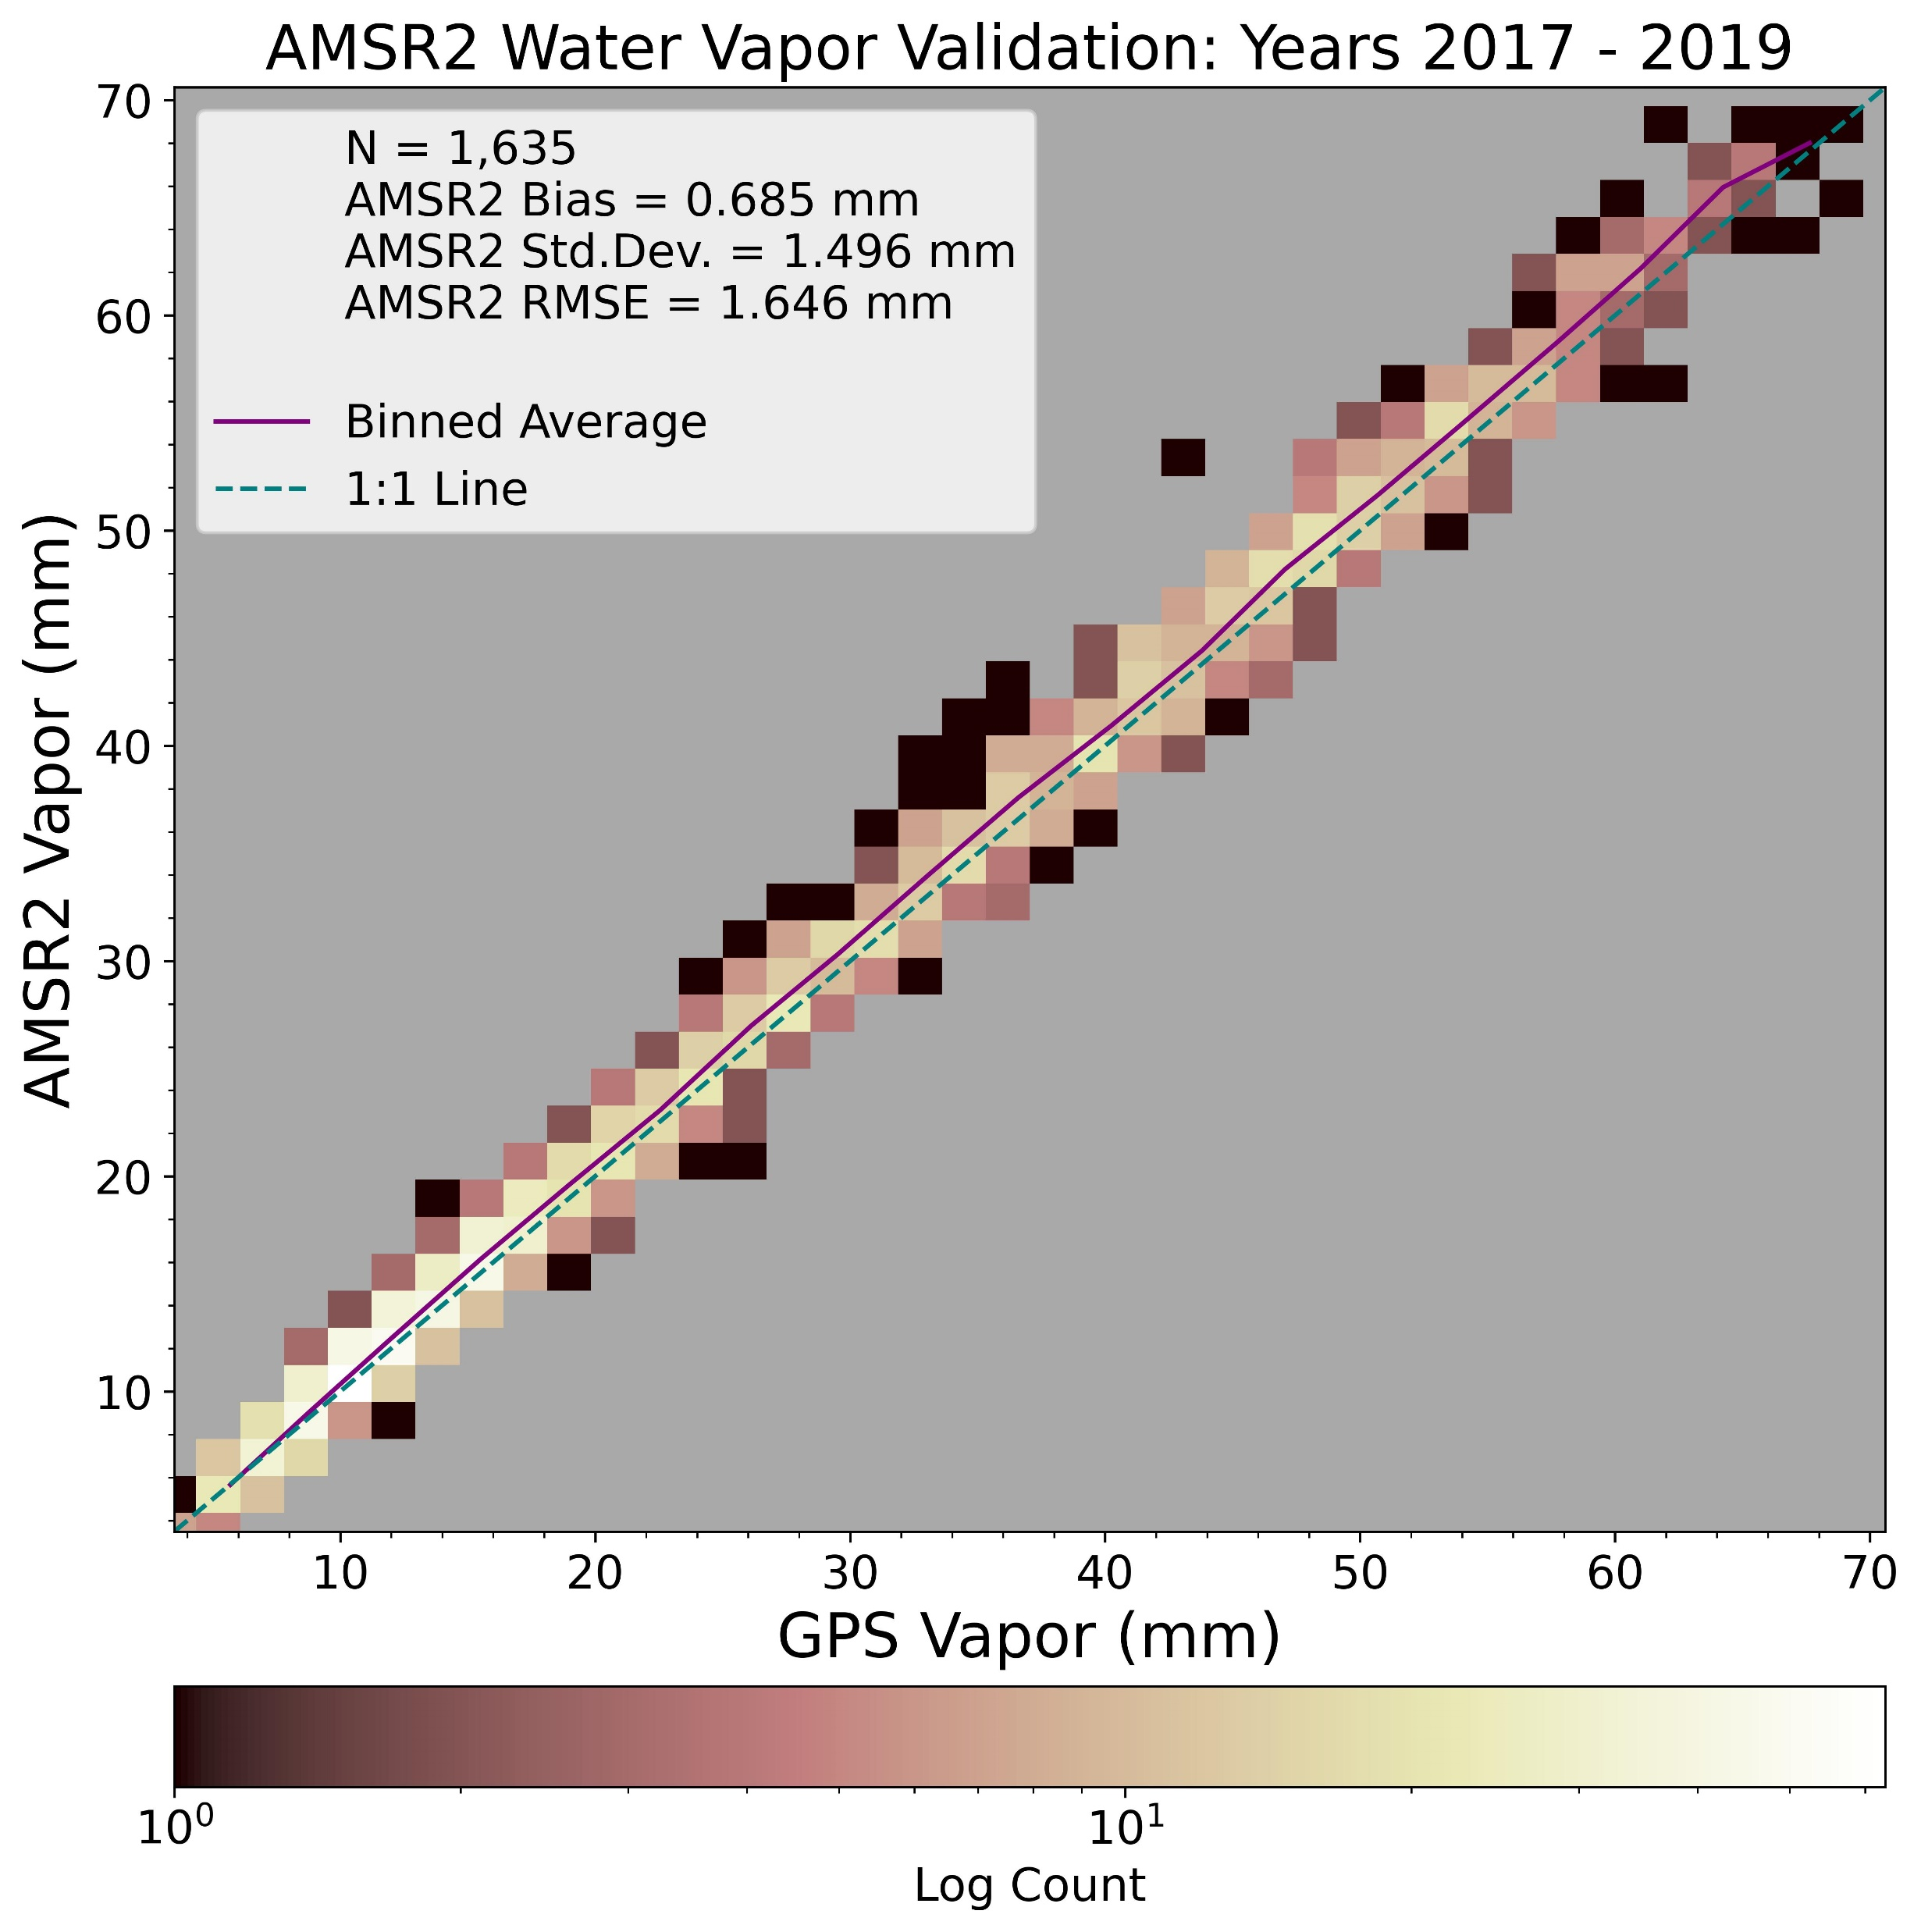 AMSR2 Water Vapor Validation: Years 2017 - 2019
N = 1,635
AMSR2 Bias = 0.685 mm
AMSR2 Std.Dev. = 1.496 mm
AMSR2 RMSE = 1.646 mm
Binned Average
1:1 Line
AMSR2 Vapor (mm)
70
60
50
40
30
20
10
10 20 30 40 50 60 70
GPS Vapor (mm)
10⁰ 10¹
Log Count